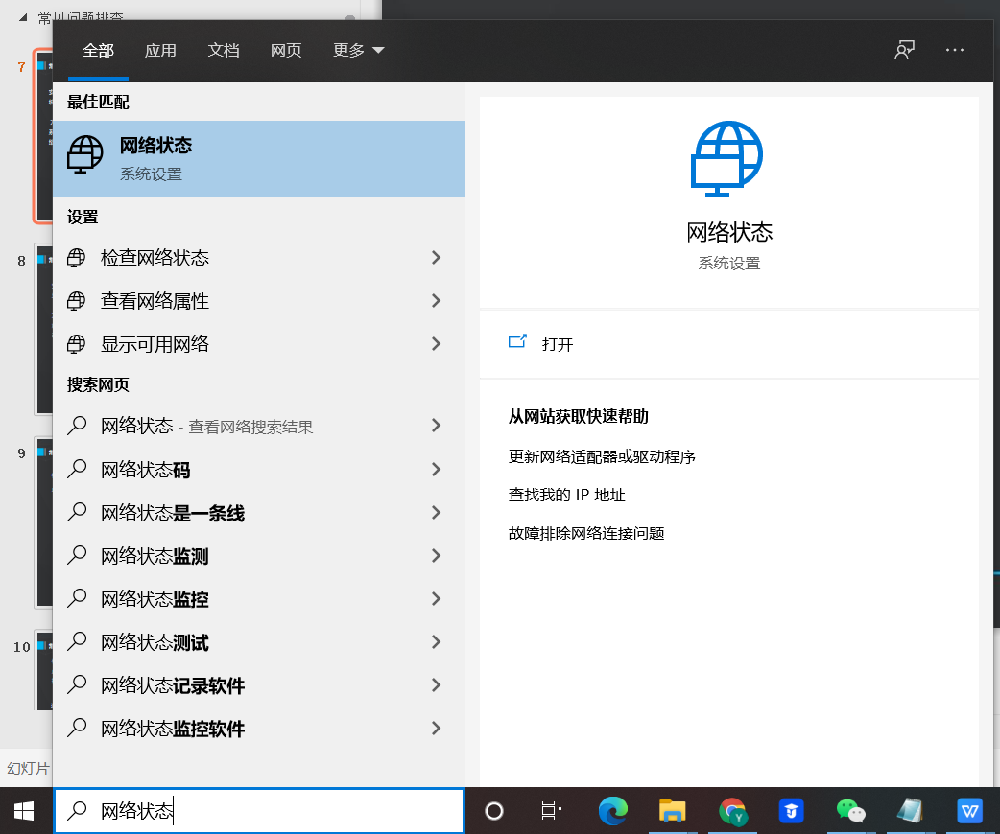 常见问题排查
全部
应用
文档
网页
更多
最佳匹配
网络状态
系统设置
设置
检查网络状态
查看网络属性
显示可用网络
搜索网页
网络状态 - 查看网络搜索结果
网络状态码
网络状态是一条线
网络状态监测
网络状态监控
网络状态测试
网络状态记录软件
网络状态监控软件
网络状态
系统设置
打开
从网站获取快速帮助
更新网络适配器或驱动程序
查找我的 IP 地址
故障排除网络连接问题
7
8
9
10
幻灯片
网络状态
Y
W